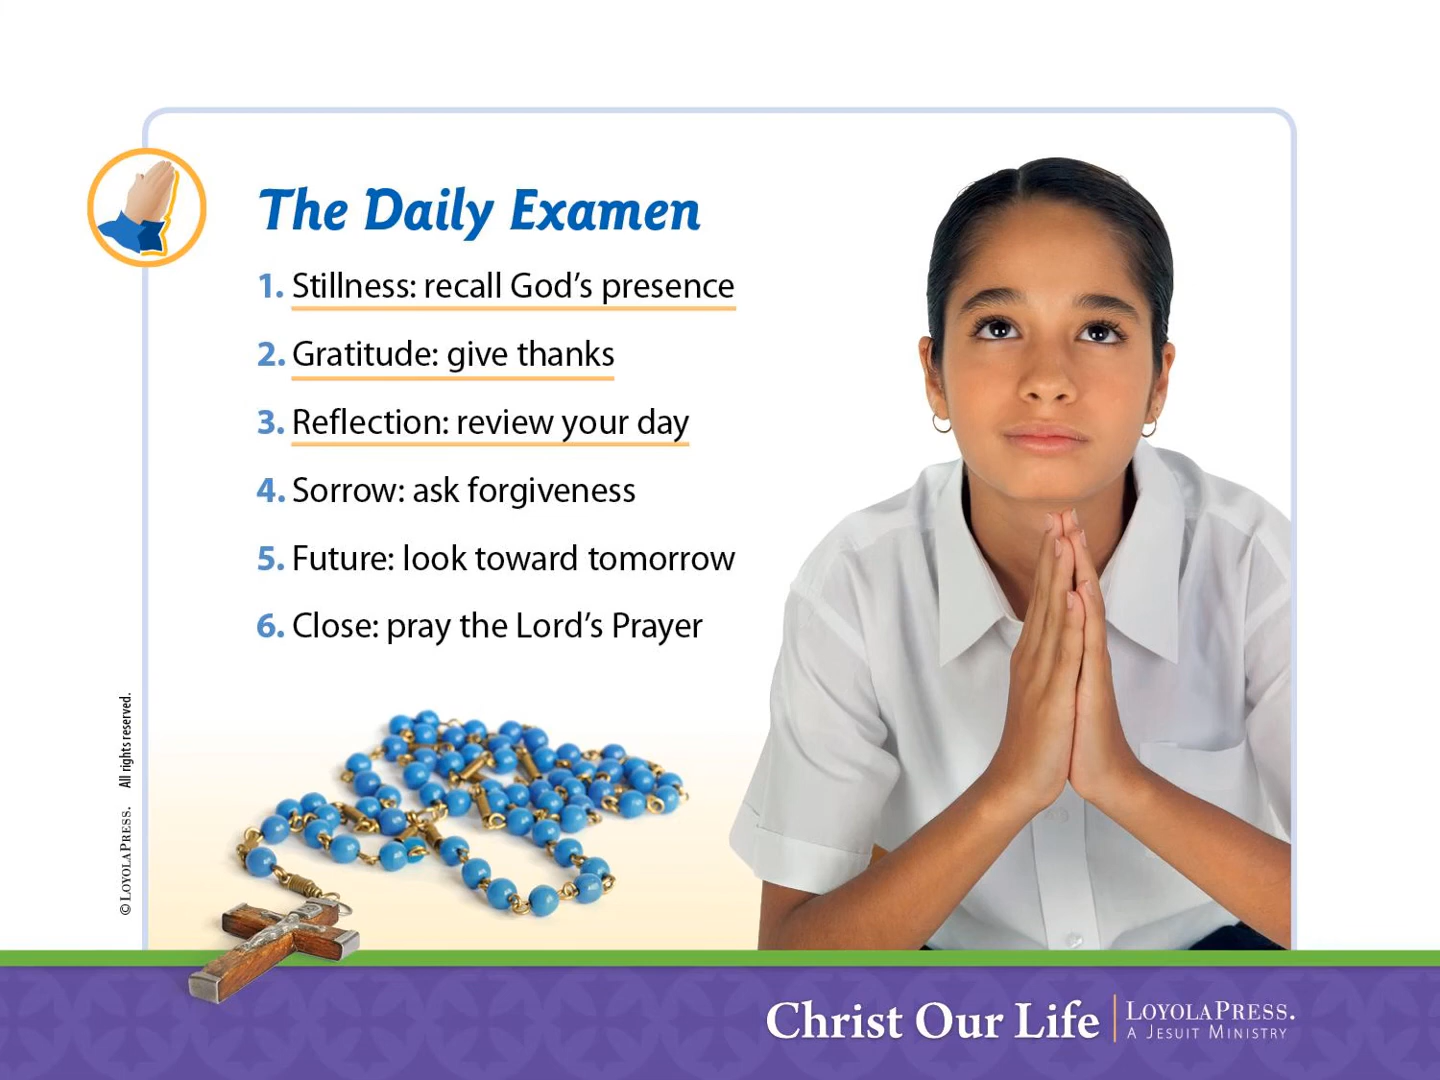 The Daily Examen
1. Stillness: recall God's presence
2. Gratitude: give thanks
3. Reflection: review your day
4. Sorrow: ask forgiveness
5. Future: look toward tomorrow
6. Close: pray the Lord's Prayer
© LOYOLAPRESS. All rights reserved.
Christ Our Life
LOYOLAPRESS.
A JESUIT MINISTRY